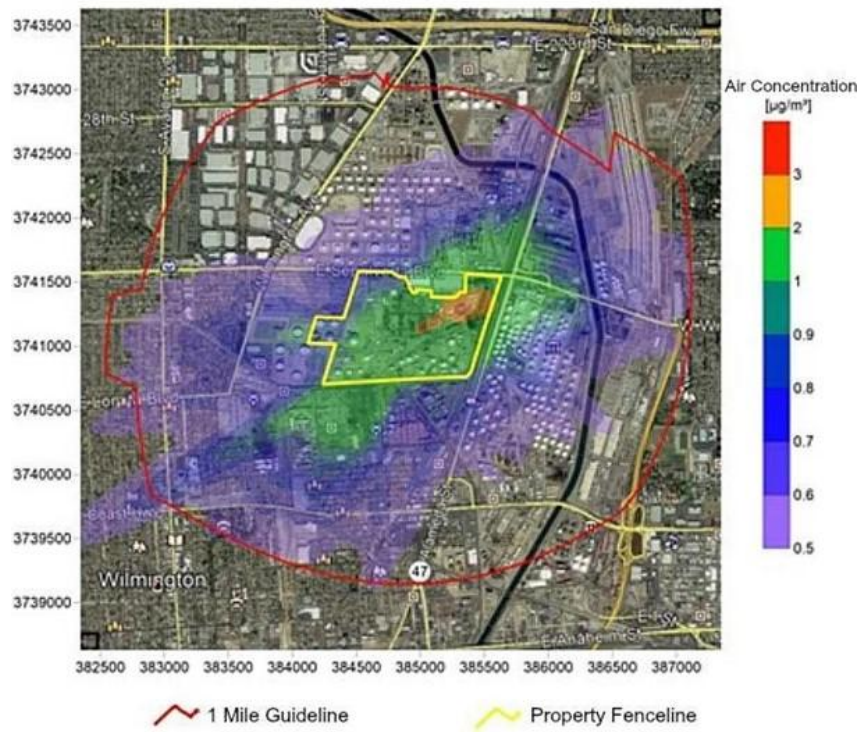 3743500
3743000
3742500
3742000
3741500
3741000
3740500
3740000
3739500
3739000
San Diego Fwy
E 223rd St
28th St
Wilmington
47
E Anaheim St
382500 383000 383500 384000 384500 385000 385500 386000 386500 387000
1 Mile Guideline
Property Fenceline
Air Concentration
[µg/m³]
3
2
1
0.9
0.8
0.7
0.6
0.5